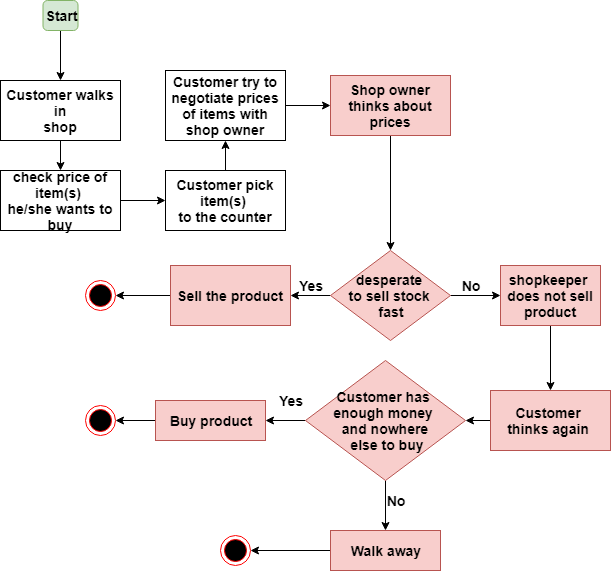 Start
Customer walks
in
shop
check price of
item(s)
he/she wants to
buy
Customer pick
item(s)
to the counter
Customer try to
negotiate prices
of items with
shop owner
Shop owner
thinks about
prices
desperate
to sell stock
fast
Yes
Sell the product
No
shopkeeper
does not sell
product
Customer
thinks again
Customer has
enough money
and nowhere
else to buy
Yes
Buy product
No
Walk away